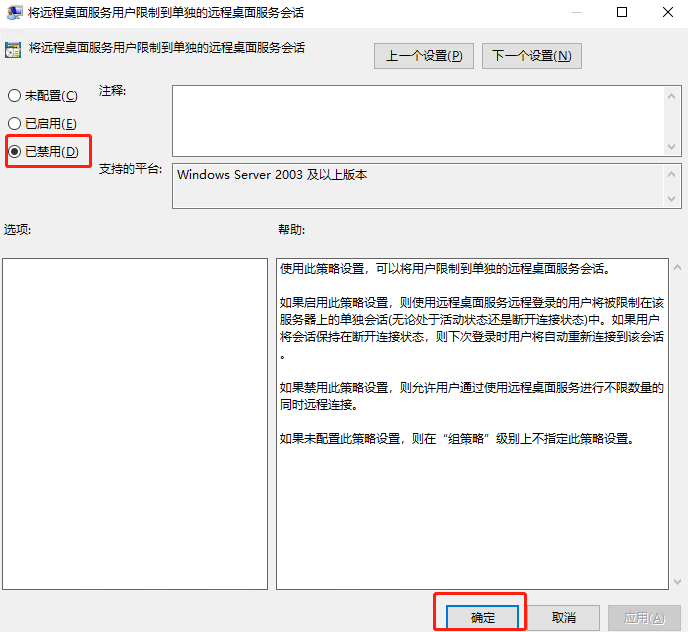 将远程桌面服务用户限制到单独的远程桌面服务会话
将远程桌面服务用户限制到单独的远程桌面服务会话
上一个设置(P)
下一个设置(N)
未配置(C)
注释:
已启用(E)
已禁用(D)
支持的平台:
Windows Server 2003 及以上版本
选项:
帮助:
使用此策略设置，可以将用户限制到单独的远程桌面服务会话。
如果启用此策略设置，则使用远程桌面服务远程登录的用户将被限制在该
服务器上的单独会话(无论处于活动状态还是断开连接状态)中。如果用户
将会话保持在断开连接状态，则下次登录时用户将自动重新连接到该会话
。
如果禁用此策略设置，则允许用户通过使用远程桌面服务进行不限数量的
同时远程连接。
如果未配置此策略设置，则在“组策略”级别上不指定此策略设置。
确定
取消
应用(A)